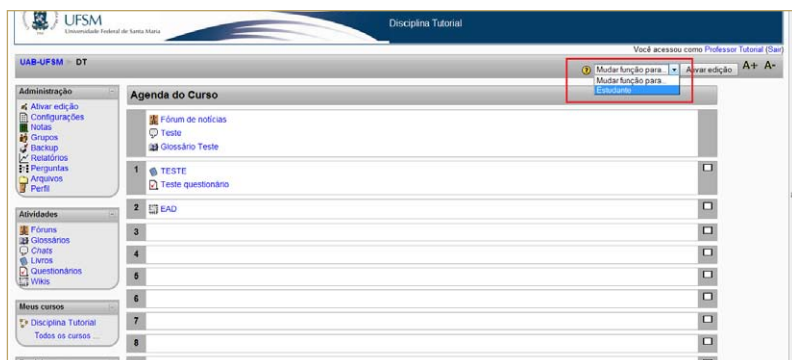 UFSM
Universidade Federal de Santa Maria
Disciplina Tutorial
Você acessou como Professor Tutorial (Sair)
UAB-UFSM DT
Mudar função para...
Ativar edição
A+ A-
Mudar função para...
Estudante
Administração
Ativar edição
Configurações
Notas
Grupos
Backup
Relatórios
Perguntas
Arquivos
Perfil
Atividades
Fóruns
Glossários
Chats
Livros
Questionários
Wikis
Meus cursos
Disciplina Tutorial
Todos os cursos ...
Agenda do Curso
Fórum de notícias
Teste
Glossário Teste
1 TESTE
Teste questionário
2 EAD
3
4
5
6
7
8